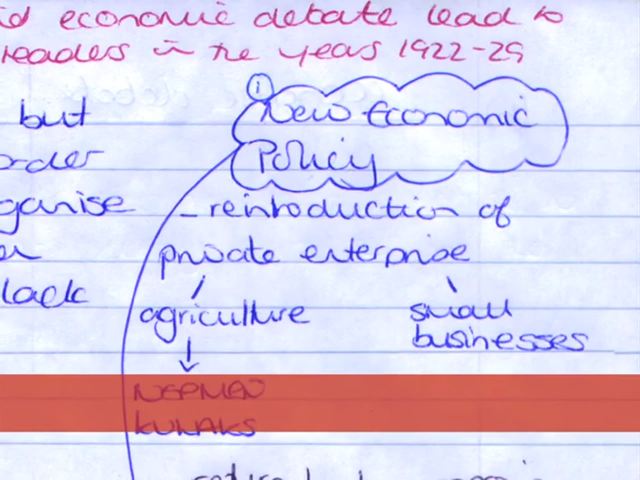 economic debate lead to
leaders in the years 1922-29
①
New Economic
Policy
but
order
ganise
lack
- reintroduction of
private enterprise
agriculture
small
businesses
NEPMEN
KULAKS